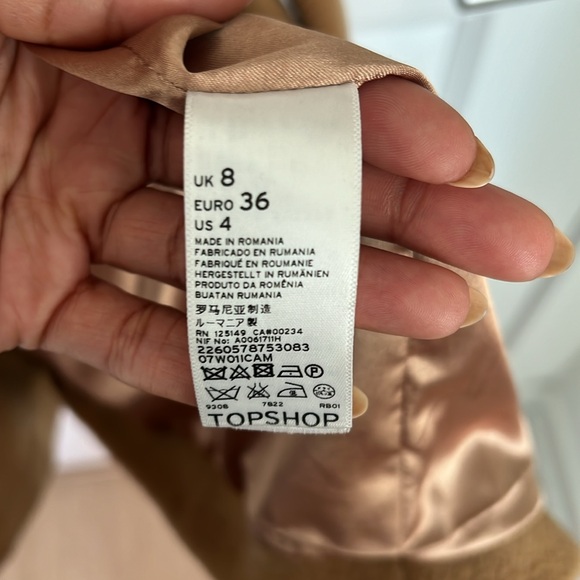 UK 8
EURO 36
US 4
MADE IN ROMANIA
FABRICADO EN RUMANIA
FABRIQUÉ EN ROUMANIE
HERGESTELLT IN RUMÄNIEN
PRODUTO DA ROMÊNIA
BUATAN RUMANIA
罗马尼亚制造
ルーマニア製
RN 125149 CA#00234
NIF No: A0061711H
2260578753083
07W01ICAM
9308 7822 RB01
TOPSHOP